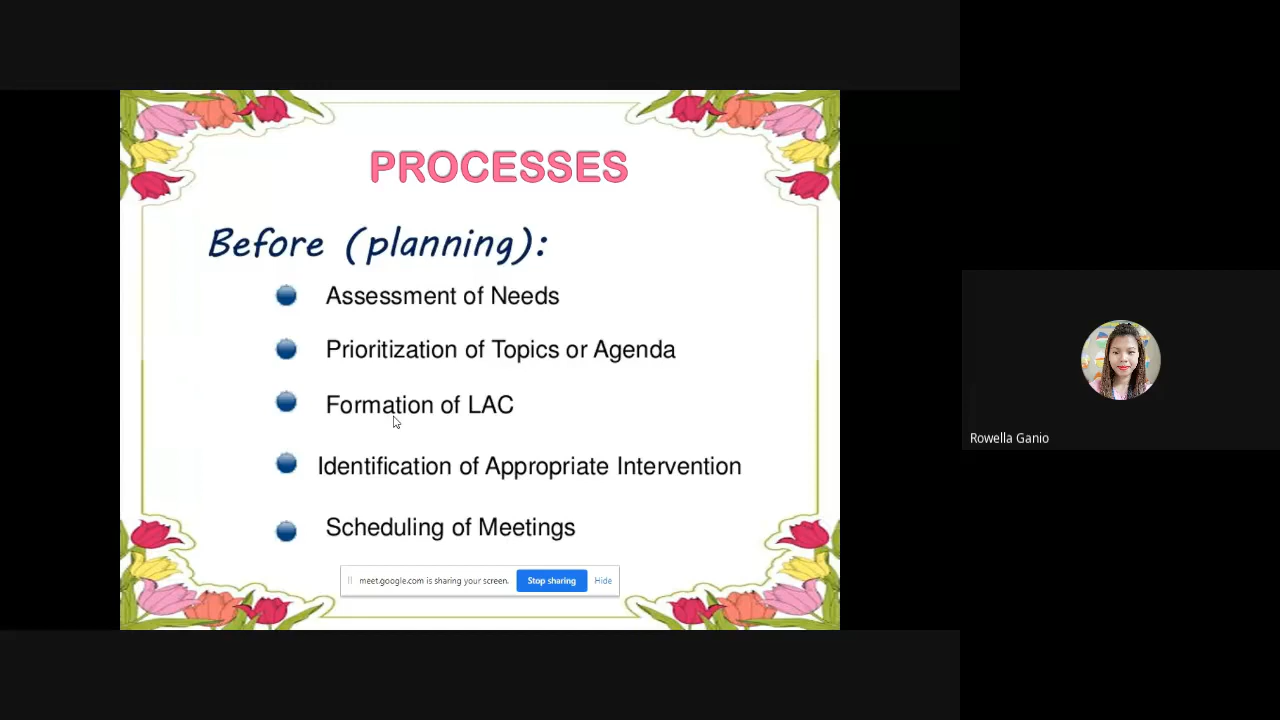 PROCESSES
Before (planning):
Assessment of Needs
Prioritization of Topics or Agenda
Formation of LAC
Identification of Appropriate Intervention
Scheduling of Meetings
meet.google.com is sharing your screen. Stop sharing Hide
Rowella Ganio